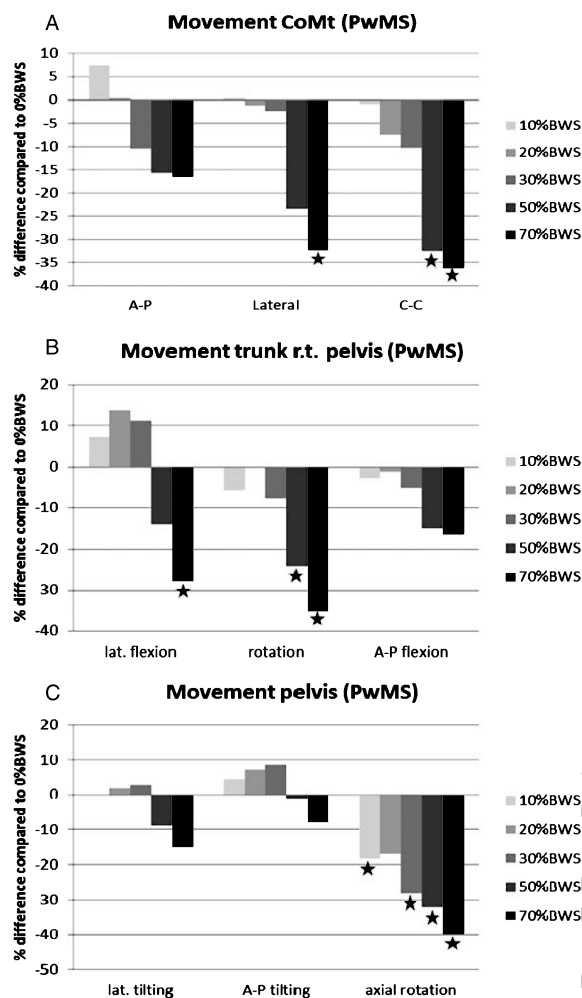 A
Movement CoMt (PwMS)
% difference compared to 0%BWS
10
5
0
-5
-10
-15
-20
-25
-30
-35
-40
A-P
Lateral
C-C
10%BWS
20%BWS
30%BWS
50%BWS
70%BWS
B
Movement trunk r.t. pelvis (PwMS)
% difference compared to 0%BWS
20
10
0
-10
-20
-30
-40
lat. flexion
rotation
A-P flexion
10%BWS
20%BWS
30%BWS
50%BWS
70%BWS
C
Movement pelvis (PwMS)
% difference compared to 0%BWS
20
10
0
-10
-20
-30
-40
-50
lat. tilting
A-P tilting
axial rotation
10%BWS
20%BWS
30%BWS
50%BWS
70%BWS